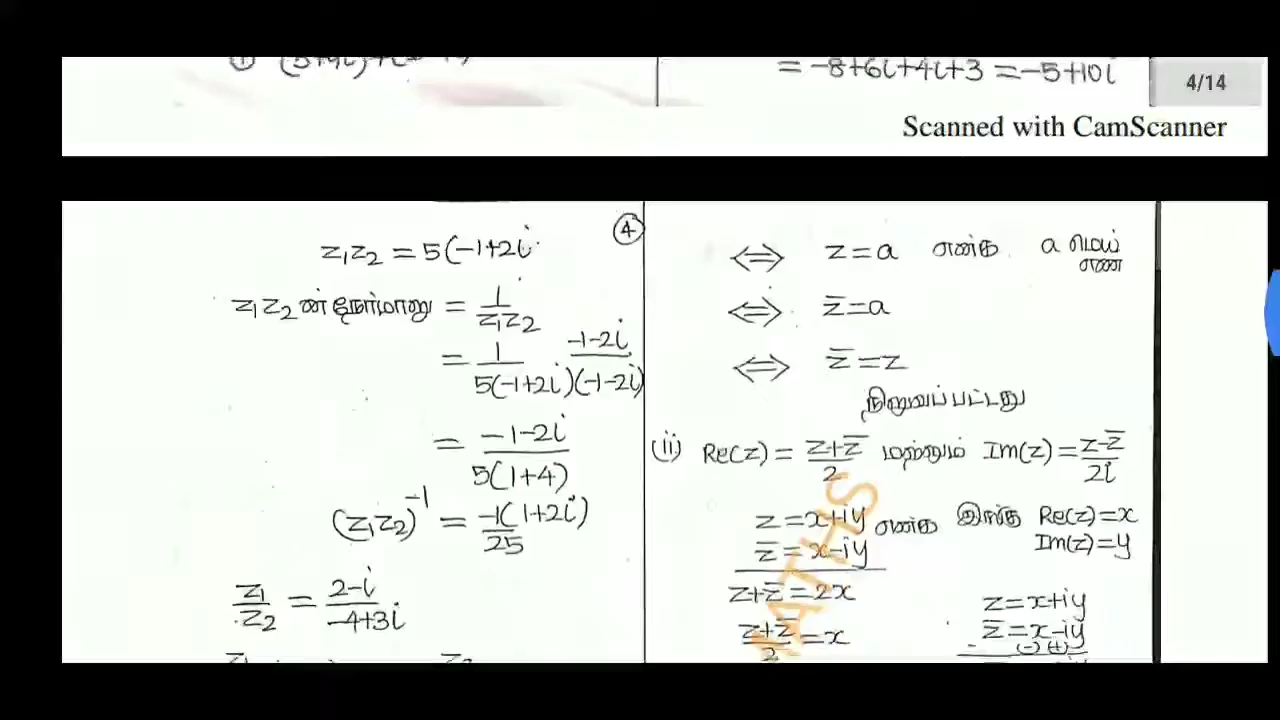 = -8+6i+4i+3 = -5+10i
4/14
Scanned with CamScanner
④
z₁z₂ = 5(-1+2i
z₁z₂ ன் நேர்மாறு = 1/z₁z₂
= 1/5(-1+2i) (-1-2i)/(-1-2i)
= -1-2i/5(1+4)
(z₁z₂)⁻¹ = -1(1+2i)/25
z₁/z₂ = 2-i/-4+3i
⇔ z=a என்க a மெய்
எண்
⇔ z̄=a
⇔ z̄=z
நிறுவப்பட்டது
(ii) Re(z) = z+z̄/2 மற்றும் Im(z) = z-z̄/2i
z=x+iy என்க இங்கு Re(z)=x
z̄=x-iy Im(z)=y
z+z̄=2x
z+z̄/2=x
z=x+iy
z̄=x-iy
(-) (+)
MATHS